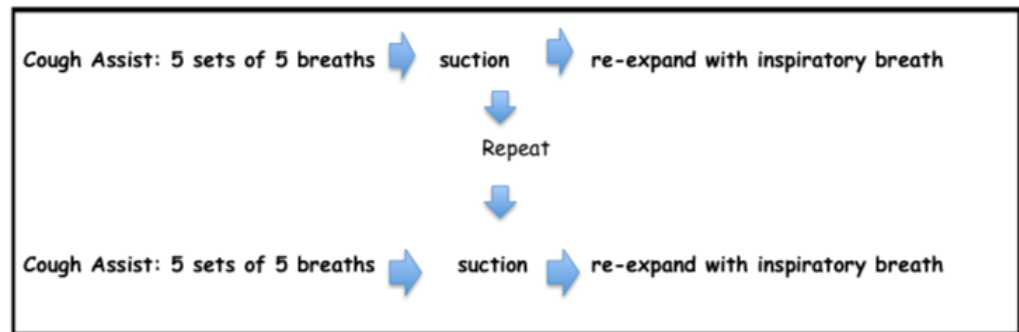 Cough Assist: 5 sets of 5 breaths suction re-expand with inspiratory breath
Repeat
Cough Assist: 5 sets of 5 breaths suction re-expand with inspiratory breath